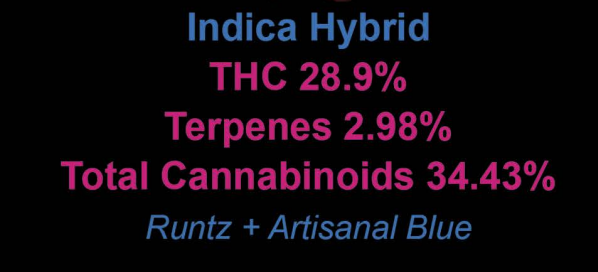 Indica Hybrid
THC 28.9%
Terpenes 2.98%
Total Cannabinoids 34.43%
Runtz + Artisanal Blue